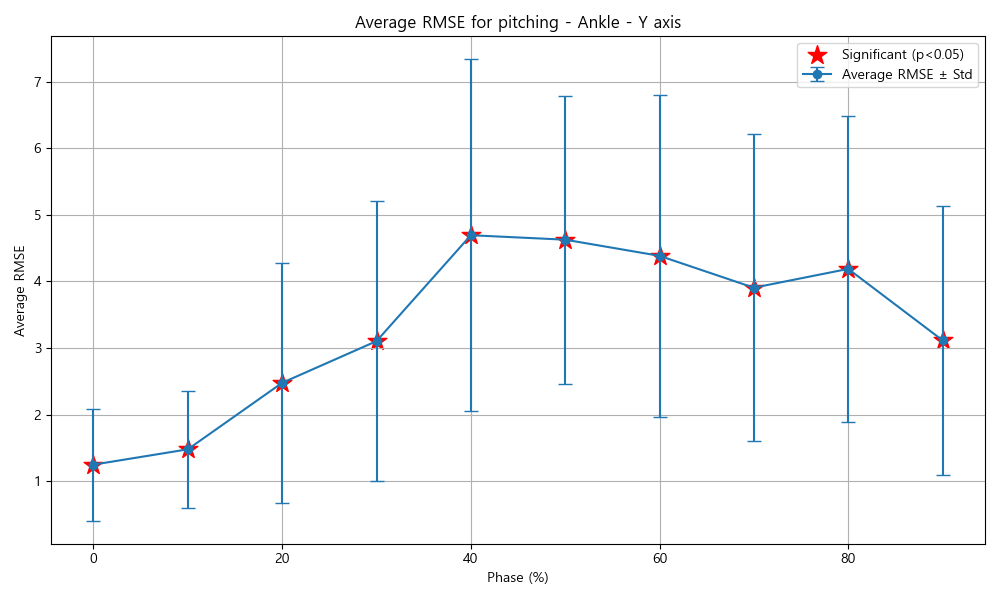 Average RMSE for pitching - Ankle - Y axis
Significant (p<0.05)
Average RMSE ± Std
Average RMSE
7
6
5
4
3
2
1
0
20
40
60
80
Phase (%)